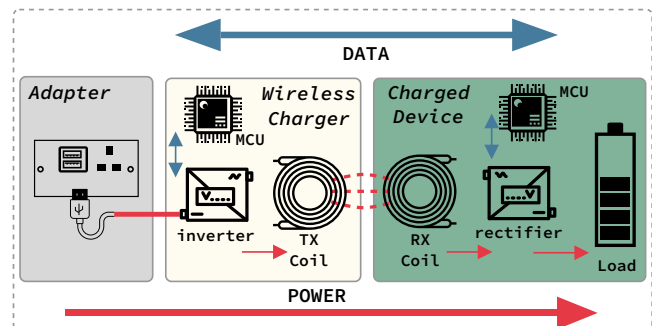 DATA
Adapter
Wireless
Charger
Charged
Device
MCU
MCU
V....
V....
inverter
TX
Coil
RX
Coil
rectifier
Load
POWER